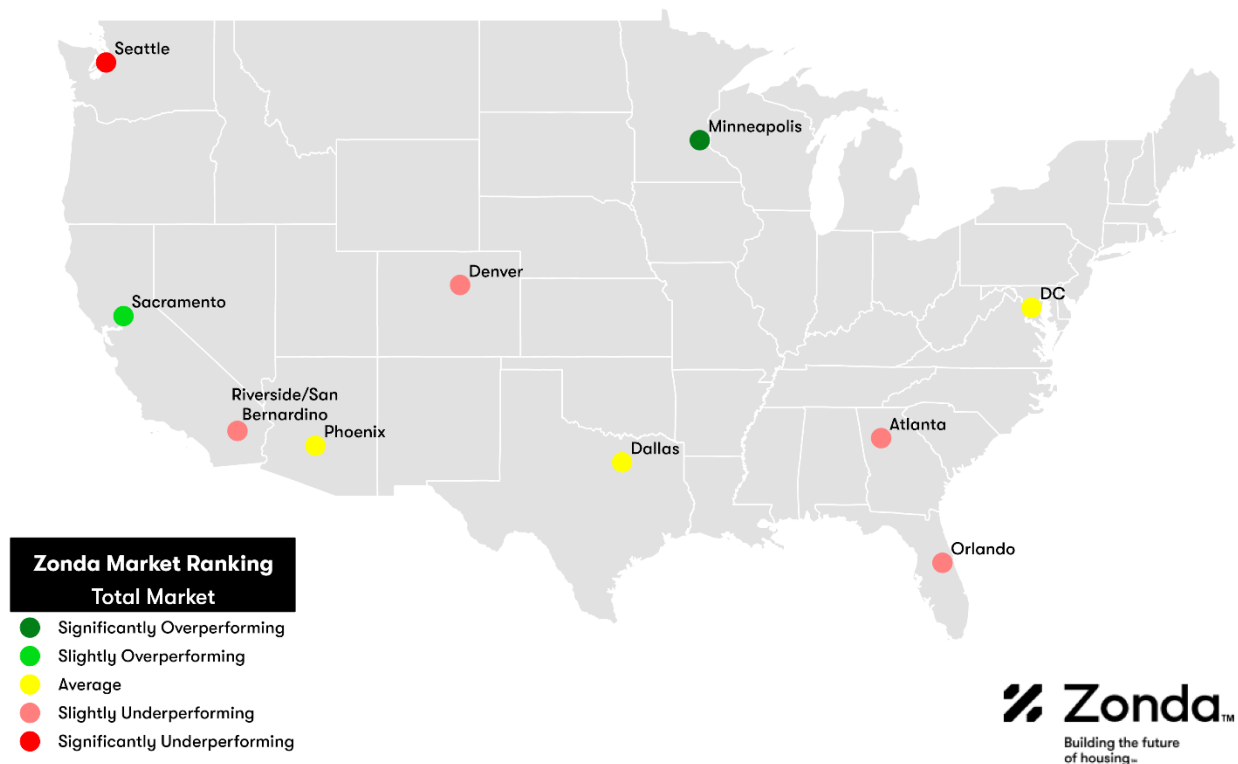 Seattle
Minneapolis
Denver
Sacramento
DC
Riverside/San
Bernardino
Phoenix
Dallas
Atlanta
Orlando
Zonda Market Ranking
Total Market
Significantly Overperforming
Slightly Overperforming
Average
Slightly Underperforming
Significantly Underperforming
Zonda™
Building the future
of housing℠